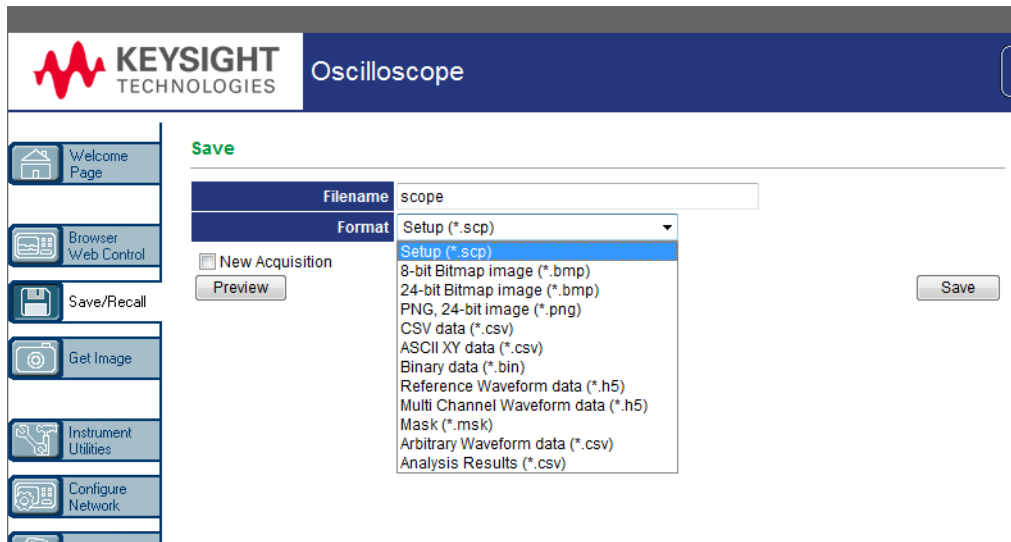 KEYSIGHT
TECHNOLOGIES
Oscilloscope
Welcome
Page
Browser
Web Control
Save/Recall
Get Image
Instrument
Utilities
Configure
Network
Save
Filename scope
Format Setup (*.scp)
Setup (*.scp)
8-bit Bitmap image (*.bmp)
24-bit Bitmap image (*.bmp)
PNG, 24-bit image (*.png)
CSV data (*.csv)
ASCII XY data (*.csv)
Binary data (*.bin)
Reference Waveform data (*.h5)
Multi Channel Waveform data (*.h5)
Mask (*.msk)
Arbitrary Waveform data (*.csv)
Analysis Results (*.csv)
New Acquisition
Preview
Save